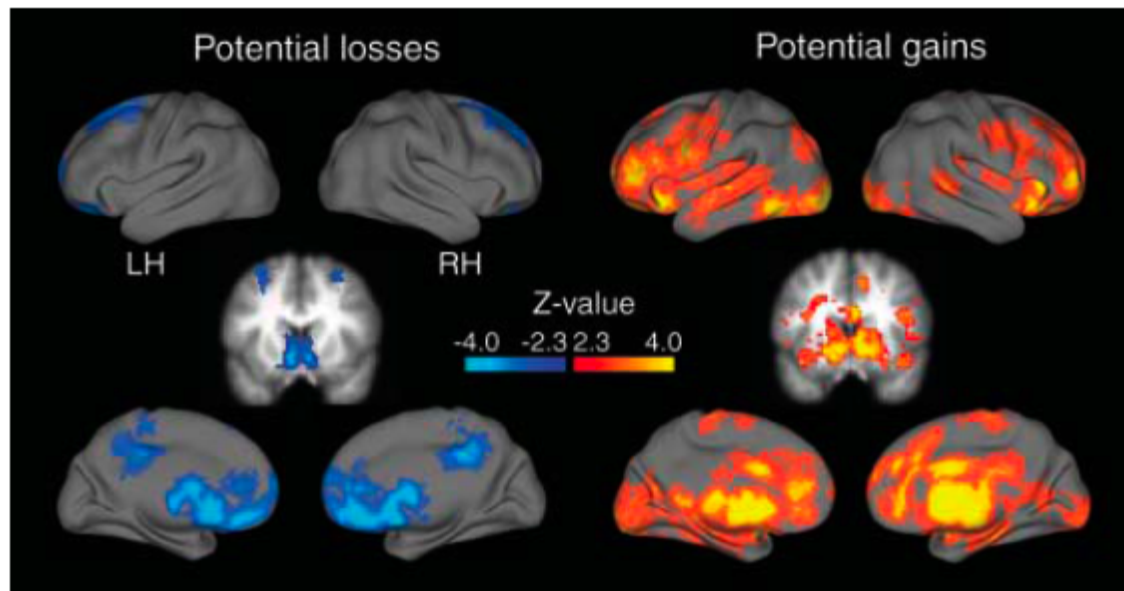 Potential losses
Potential gains
LH
RH
Z-value
-4.0 -2.3 2.3 4.0